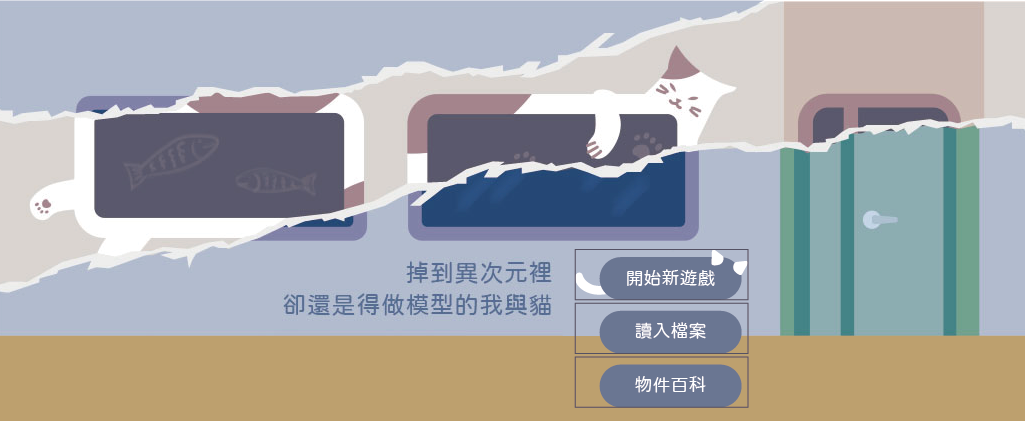 掉到異次元裡
卻還是得做模型的我與貓
開始新遊戲
讀入檔案
物件百科